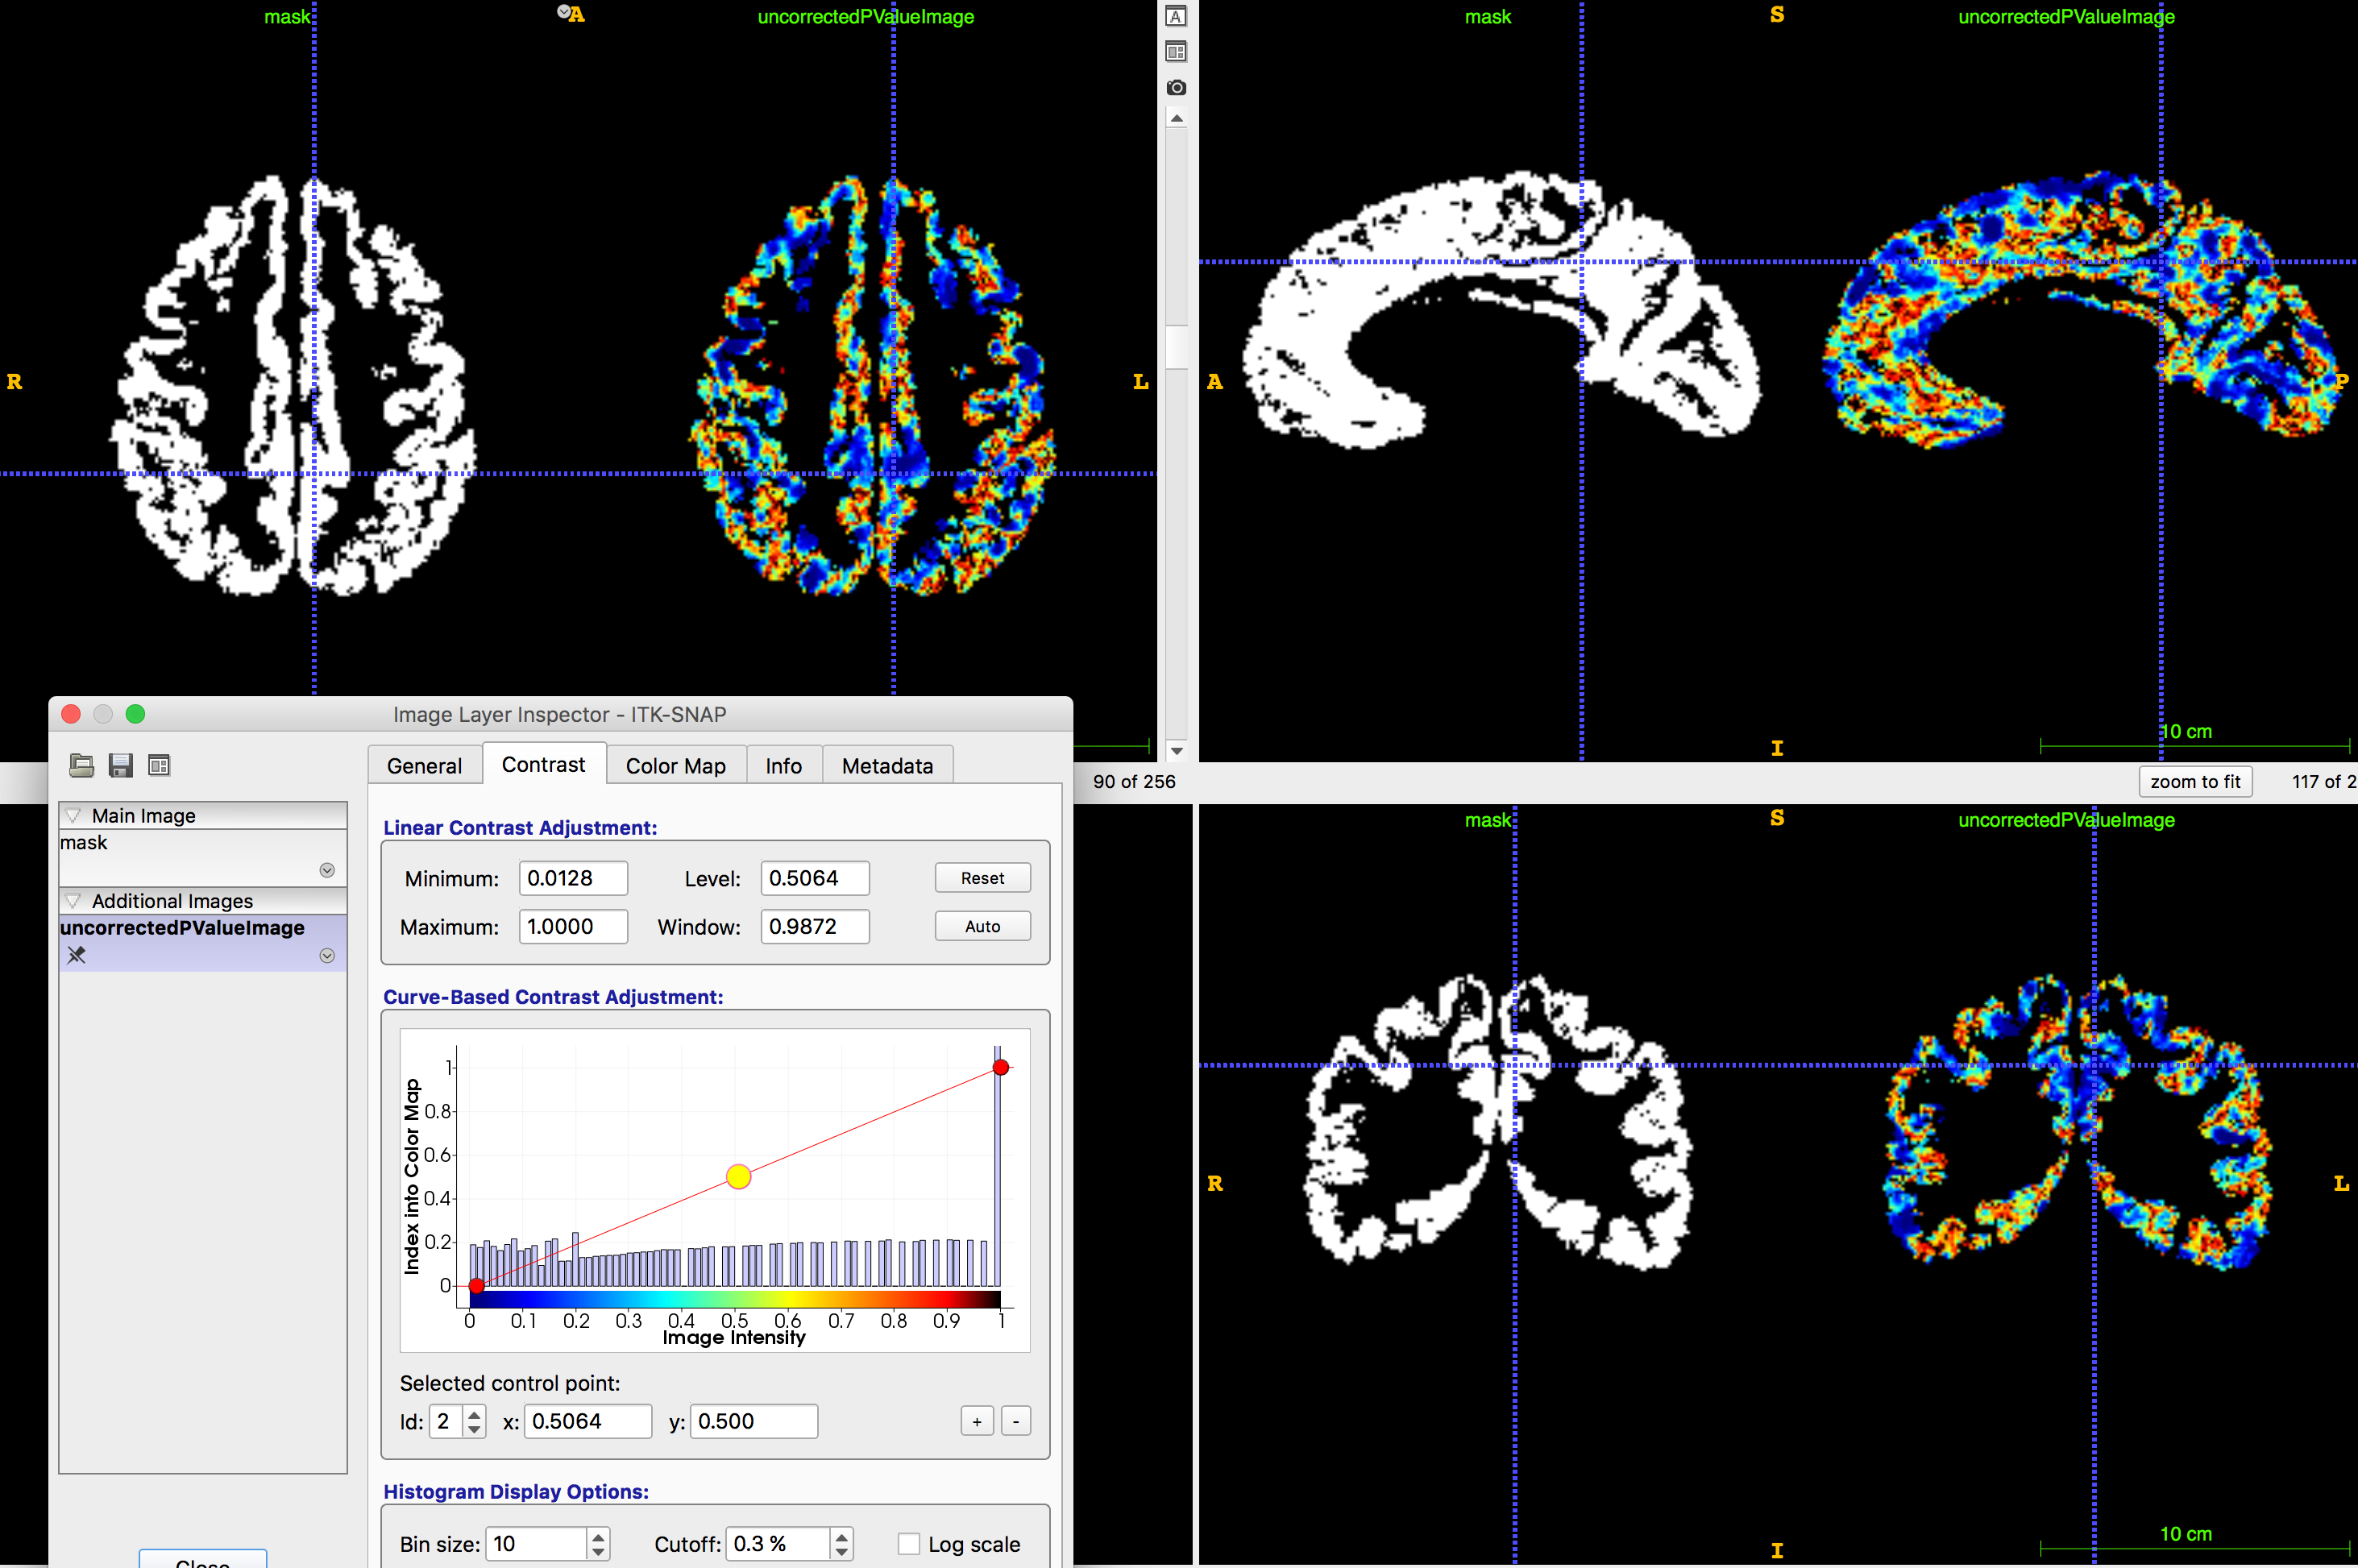 mask
A
uncorrectedPValueImage
R
L
A
mask
S
uncorrectedPValueImage
A
P
I
10 cm
90 of 256
zoom to fit
117 of 2
Image Layer Inspector - ITK-SNAP
General
Contrast
Color Map
Info
Metadata
Main Image
mask
Additional Images
uncorrectedPValueImage
Linear Contrast Adjustment:
Minimum: 0.0128 Level: 0.5064 Reset
Maximum: 1.0000 Window: 0.9872 Auto
Curve-Based Contrast Adjustment:
Index into Color Map
1
0.8
0.6
0.4
0.2
0
0 0.1 0.2 0.3 0.4 0.5 0.6 0.7 0.8 0.9 1
Image Intensity
Selected control point:
Id: 2 x: 0.5064 y: 0.500 + -
Histogram Display Options:
Bin size: 10 Cutoff: 0.3 % Log scale
Close
mask
S
uncorrectedPValueImage
R
L
I
10 cm